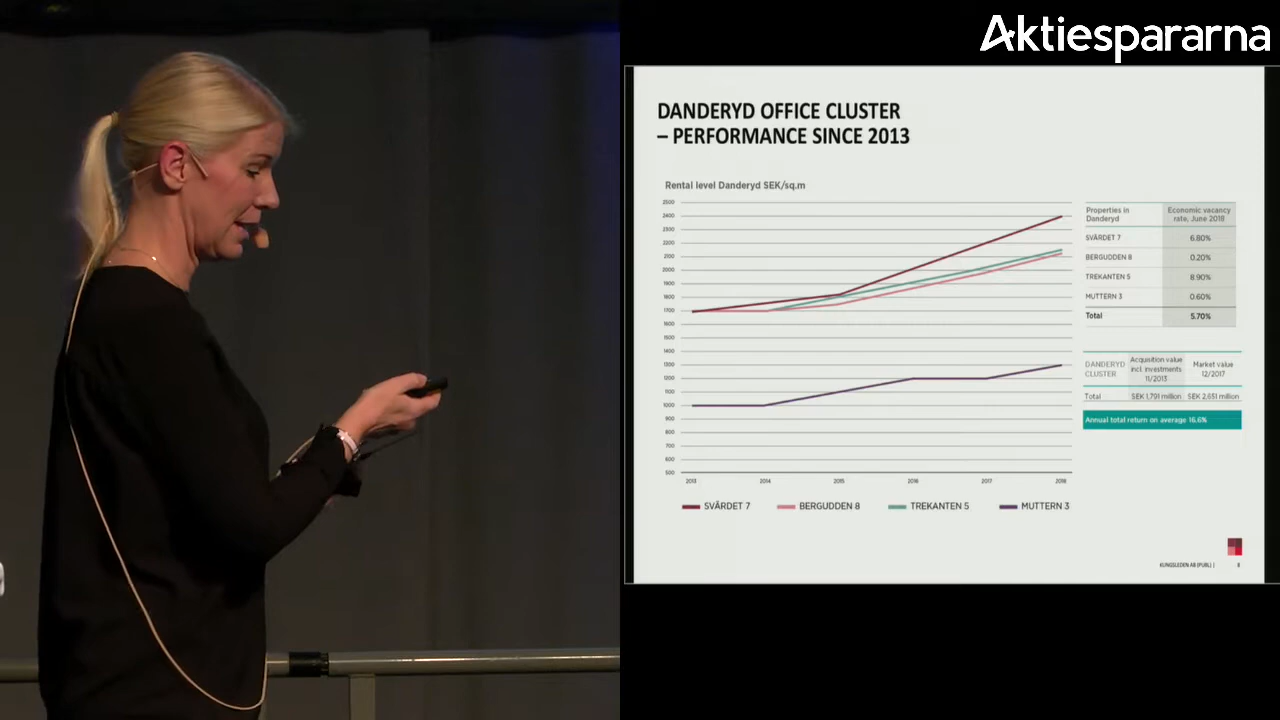 Aktiespararna
DANDERYD OFFICE CLUSTER
– PERFORMANCE SINCE 2013
Rental level Danderyd SEK/sq.m
2500
2400
2300
2200
2100
2000
1900
1800
1700
1600
1500
1400
1300
1200
1100
1000
900
800
700
600
500
2013 2014 2015 2016 2017 2018
SVÄRDET 7 BERGUDDEN 8 TREKANTEN 5 MUTTERN 3
Properties in Danderyd Economic vacancy rate, June 2018
SVÄRDET 7 6.80%
BERGUDDEN 8 0.20%
TREKANTEN 5 8.90%
MUTTERN 3 0.60%
Total 5.70%
DANDERYD CLUSTER Acquisition value incl. investments 11/2013 Market value 12/2017
Total SEK 1,791 million SEK 2,651 million
Annual total return on average 16.6%
KUNGSLEDEN AB (PUBL) | 8